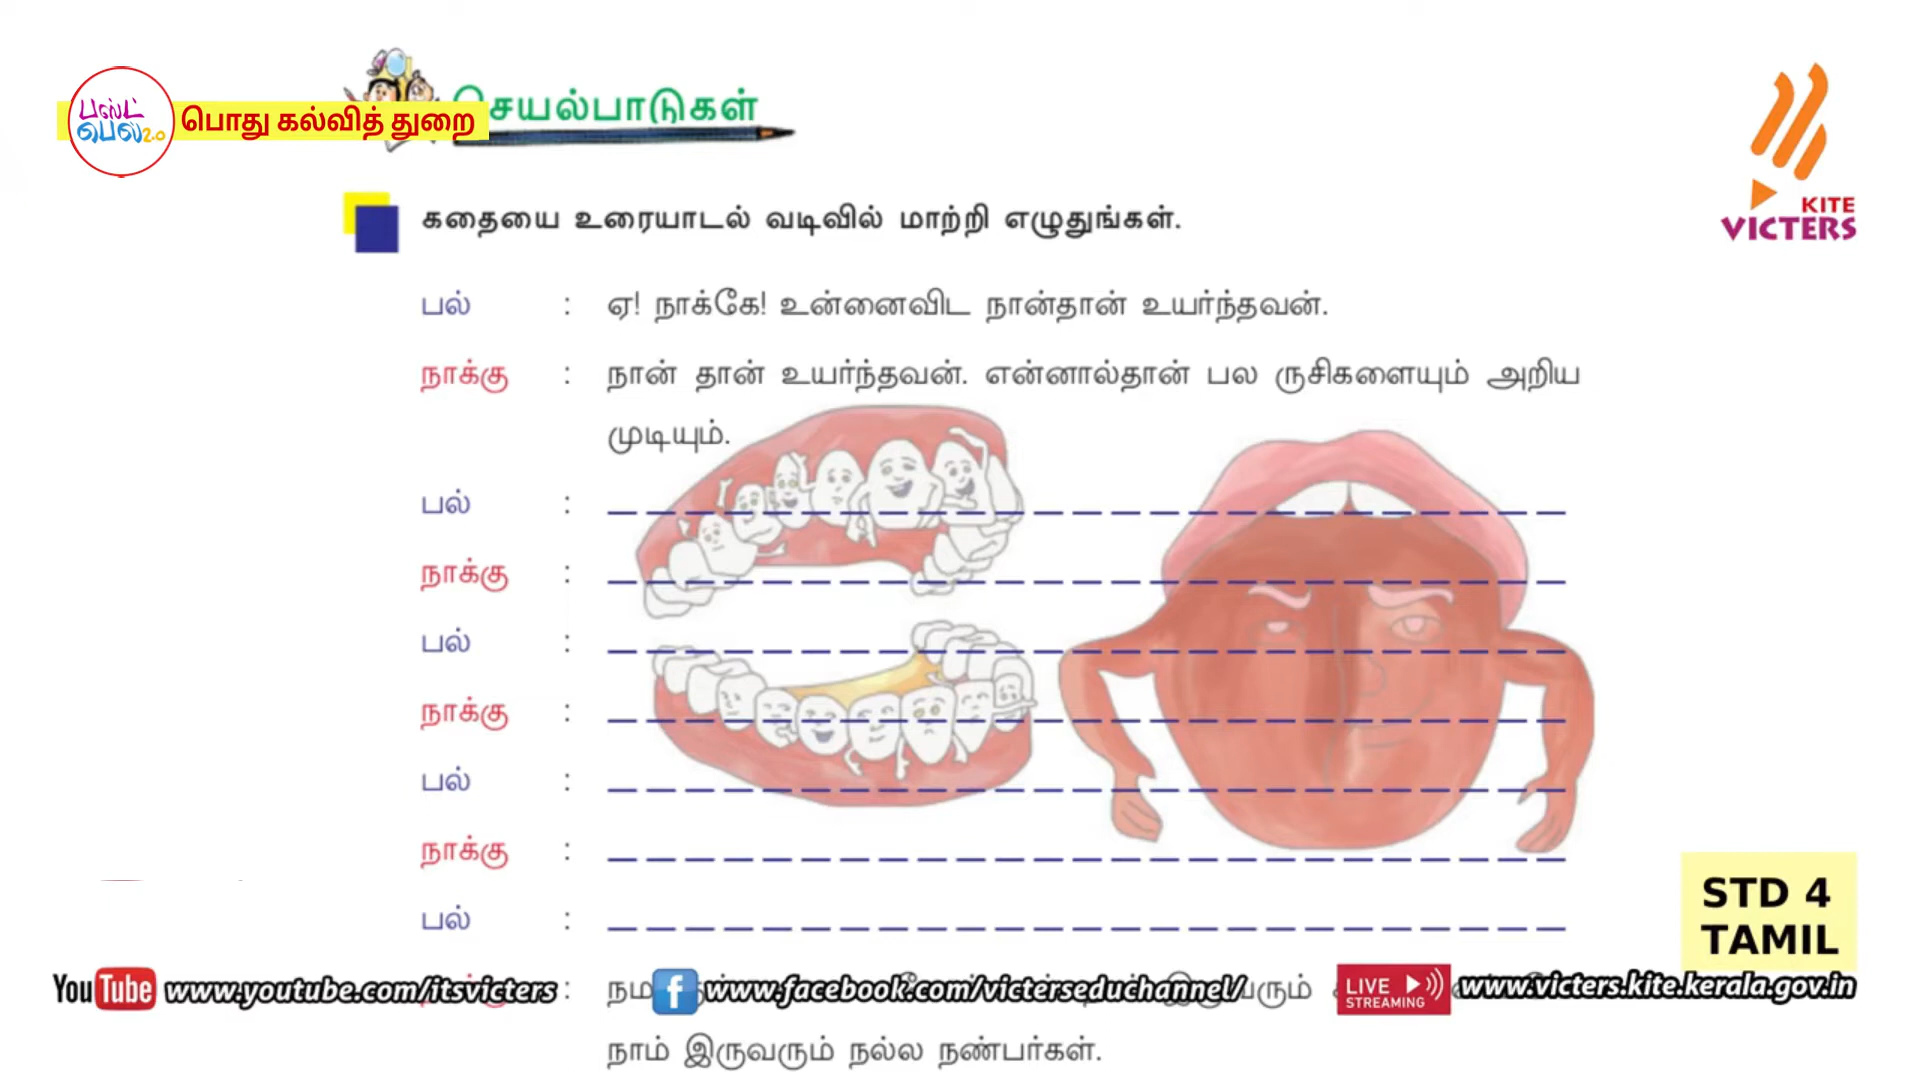 செயல்பாடுகள்
பஸ்ட்
பெல் 2.0
பொது கல்வித் துறை
KITE
VICTERS
கதையை உரையாடல் வடிவில் மாற்றி எழுதுங்கள்.
பல் : ஏ! நாக்கே! உன்னைவிட நான்தான் உயர்ந்தவன்.
நாக்கு : நான் தான் உயர்ந்தவன். என்னால்தான் பல ருசிகளையும் அறிய
முடியும்.
பல் :
நாக்கு :
பல் :
நாக்கு :
பல் :
நாக்கு :
பல் :
STD 4
TAMIL
YouTube www.youtube.com/itsvicters f www.facebook.com/victerseduchannel/ LIVE STREAMING www.victers.kite.kerala.gov.in
நாம் இருவரும் நல்ல நண்பர்கள்.